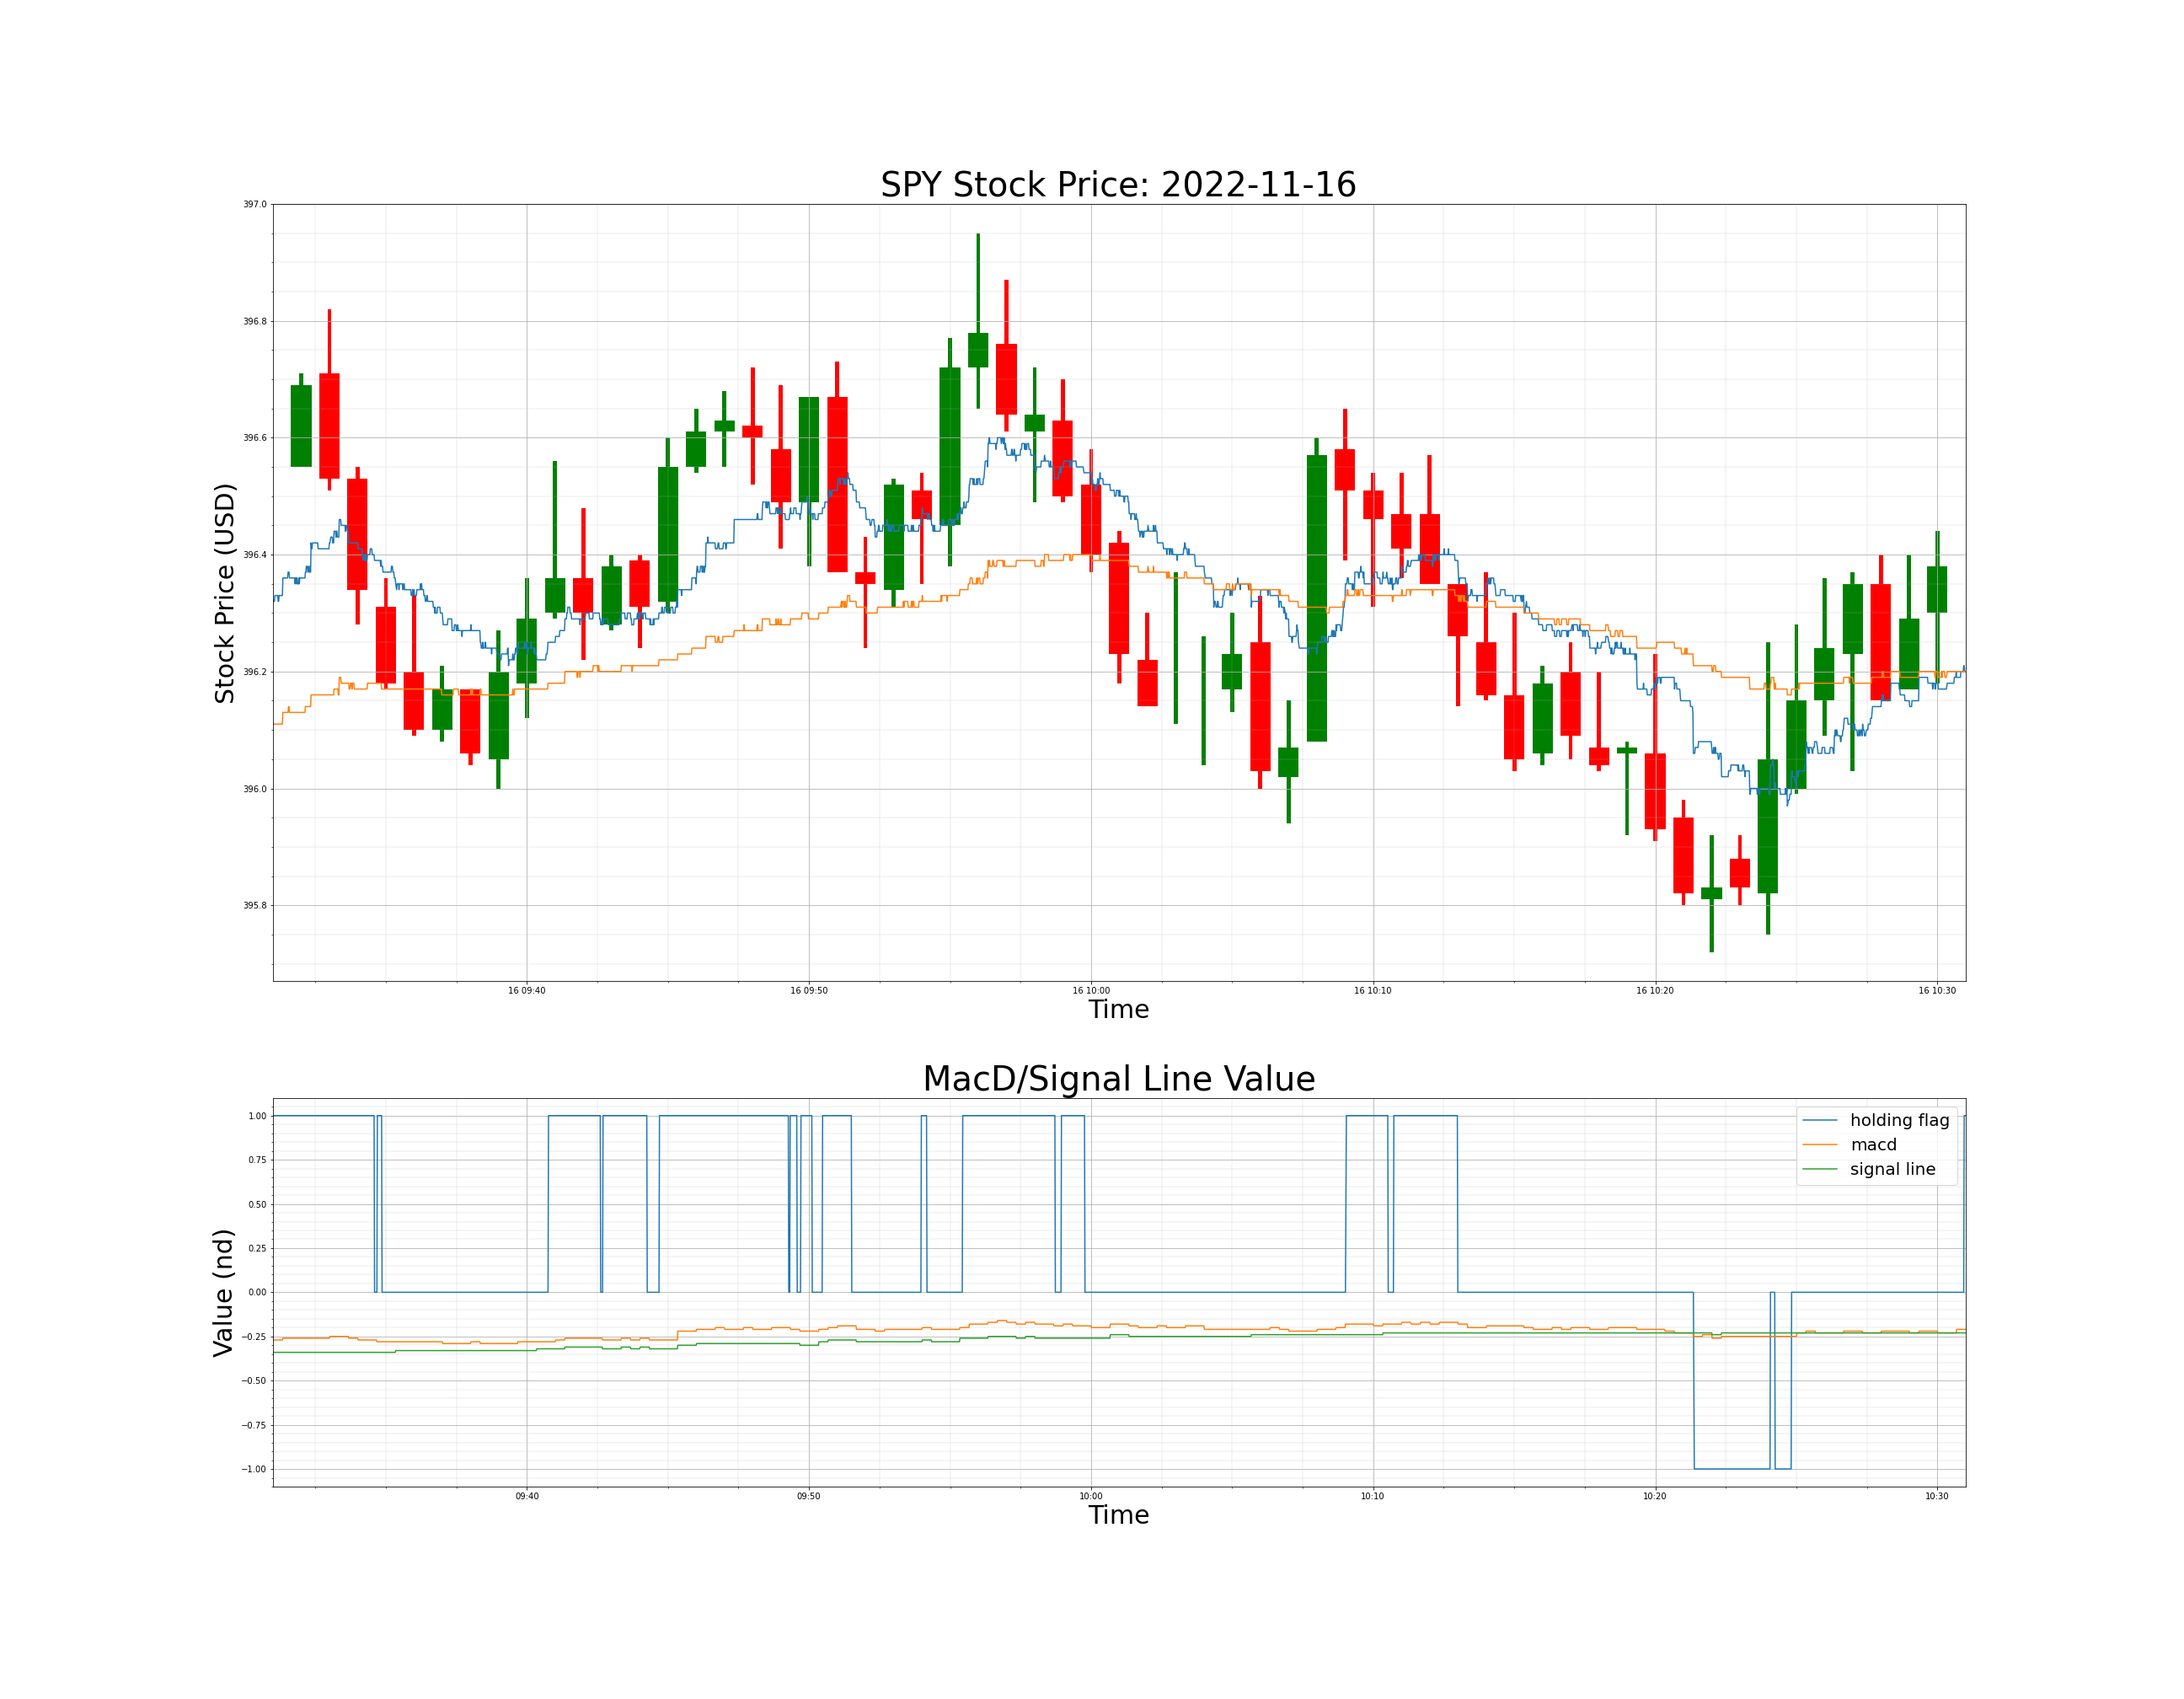 SPY Stock Price: 2022-11-16
397.0
396.8
396.6
396.4
396.2
396.0
395.8
Stock Price (USD)
16 09:40 16 09:50 16 10:00 16 10:10 16 10:20 16 10:30
Time
MacD/Signal Line Value
1.00
0.75
0.50
0.25
0.00
−0.25
−0.50
−0.75
−1.00
Value (nd)
holding flag
macd
signal line
09:40 09:50 10:00 10:10 10:20 10:30
Time